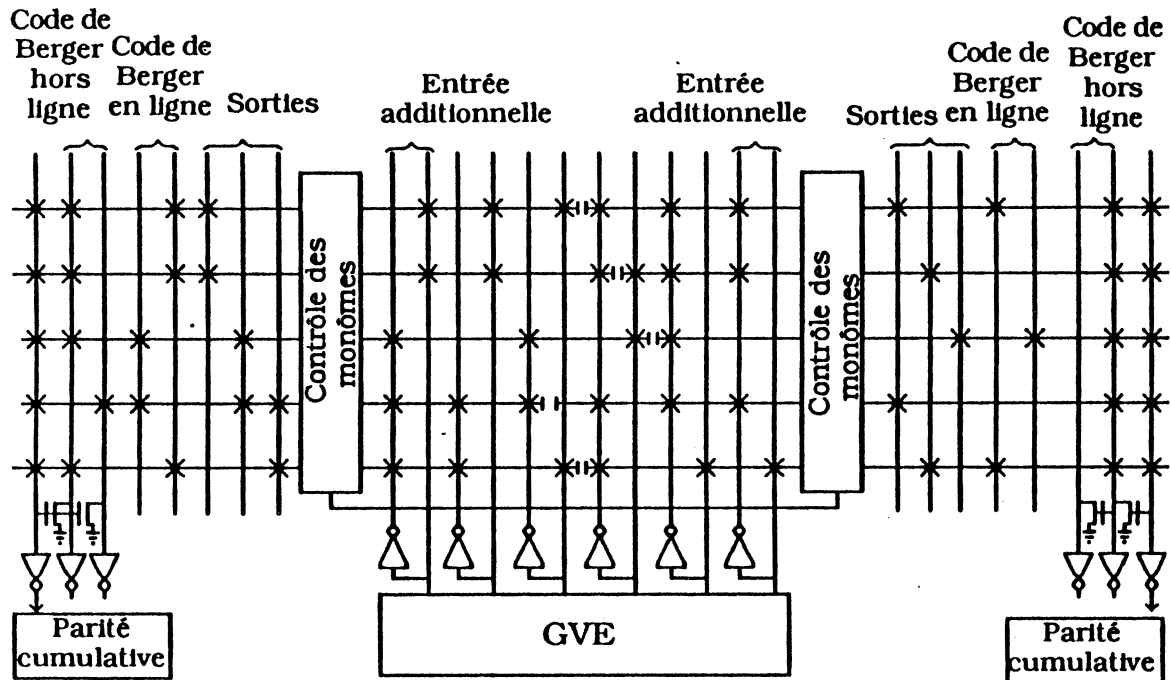 Code de
Berger
hors
ligne
Code de
Berger
en ligne
Sorties
Entrée
additionnelle
Entrée
additionnelle
Sorties
Code de
Berger
en ligne
Code de
Berger
hors
ligne
Contrôle des
monômes
Contrôle des
monômes
Parité
cumulative
GVE
Parité
cumulative